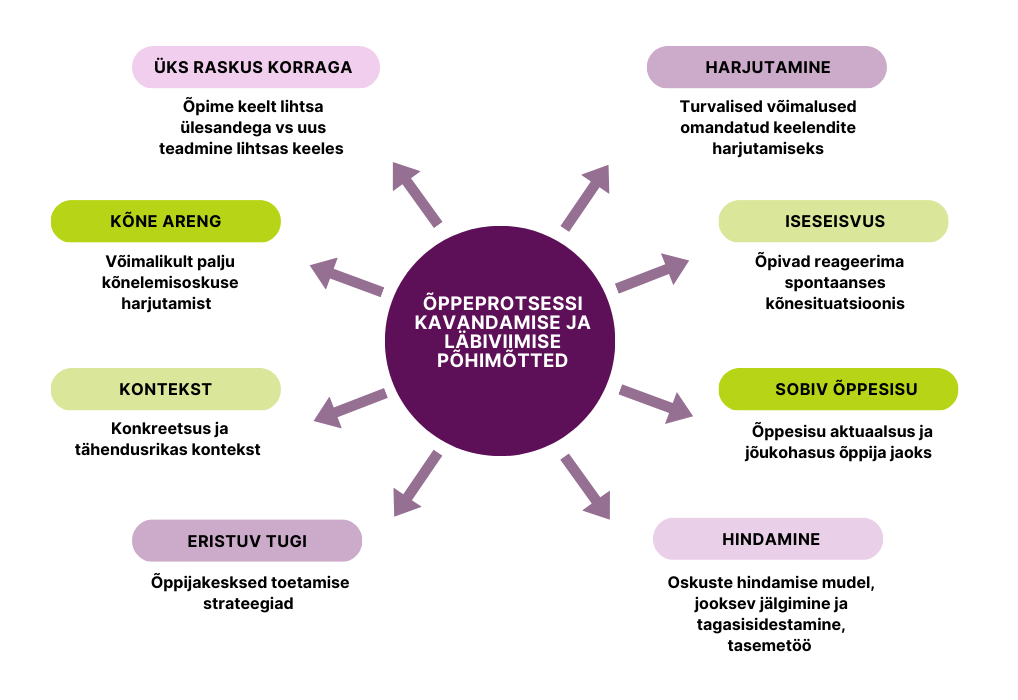 ÜKS RASKUS KORRAGA
Õpime keelt lihtsa
ülesandega vs uus
teadmine lihtsas keeles
HARJUTAMINE
Turvalised võimalused
omandatud keelendite
harjutamiseks
KÕNE ARENG
Võimalikult palju
kõnelemisoskuse
harjutamist
ISESEISVUS
Õpivad reageerima
spontaanses
kõnesituatsioonis
ÕPPEPROTSESSI
KAVANDAMISE JA
LÄBIVIIMISE
PÕHIMÕTTED
KONTEKST
Konkreetsus ja
tähendusrikas kontekst
SOBIV ÕPPESISU
Õppesisu aktuaalsus ja
jõukohasus õppija jaoks
ERISTUV TUGI
Õppijakesksed toetamise
strateegiad
HINDAMINE
Oskuste hindamise mudel,
jooksev jälgimine ja
tagasisidestamine,
tasemetöö